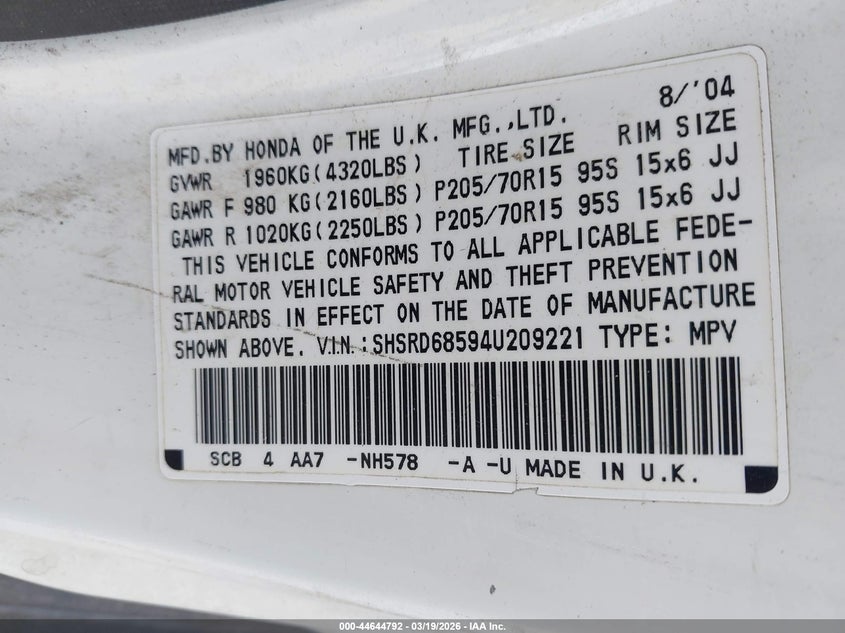 8/'04
MFD.BY HONDA OF THE U.K. MFG.,LTD.
TIRE SIZE RIM SIZE
GVWR 1960KG(4320LBS)
GAWR F 980 KG(2160LBS) P205/70R15 95S 15x6 JJ
GAWR R 1020KG(2250LBS) P205/70R15 95S 15x6 JJ
THIS VEHICLE CONFORMS TO ALL APPLICABLE FEDE-
RAL MOTOR VEHICLE SAFETY AND THEFT PREVENTION
STANDARDS IN EFFECT ON THE DATE OF MANUFACTURE
SHOWN ABOVE. V.I.N.: SHSRD68594U209221 TYPE: MPV
SCB 4 AA7 -NH578 -A -U MADE IN U.K.
000-44644792 - 03/19/2026 - IAA Inc.